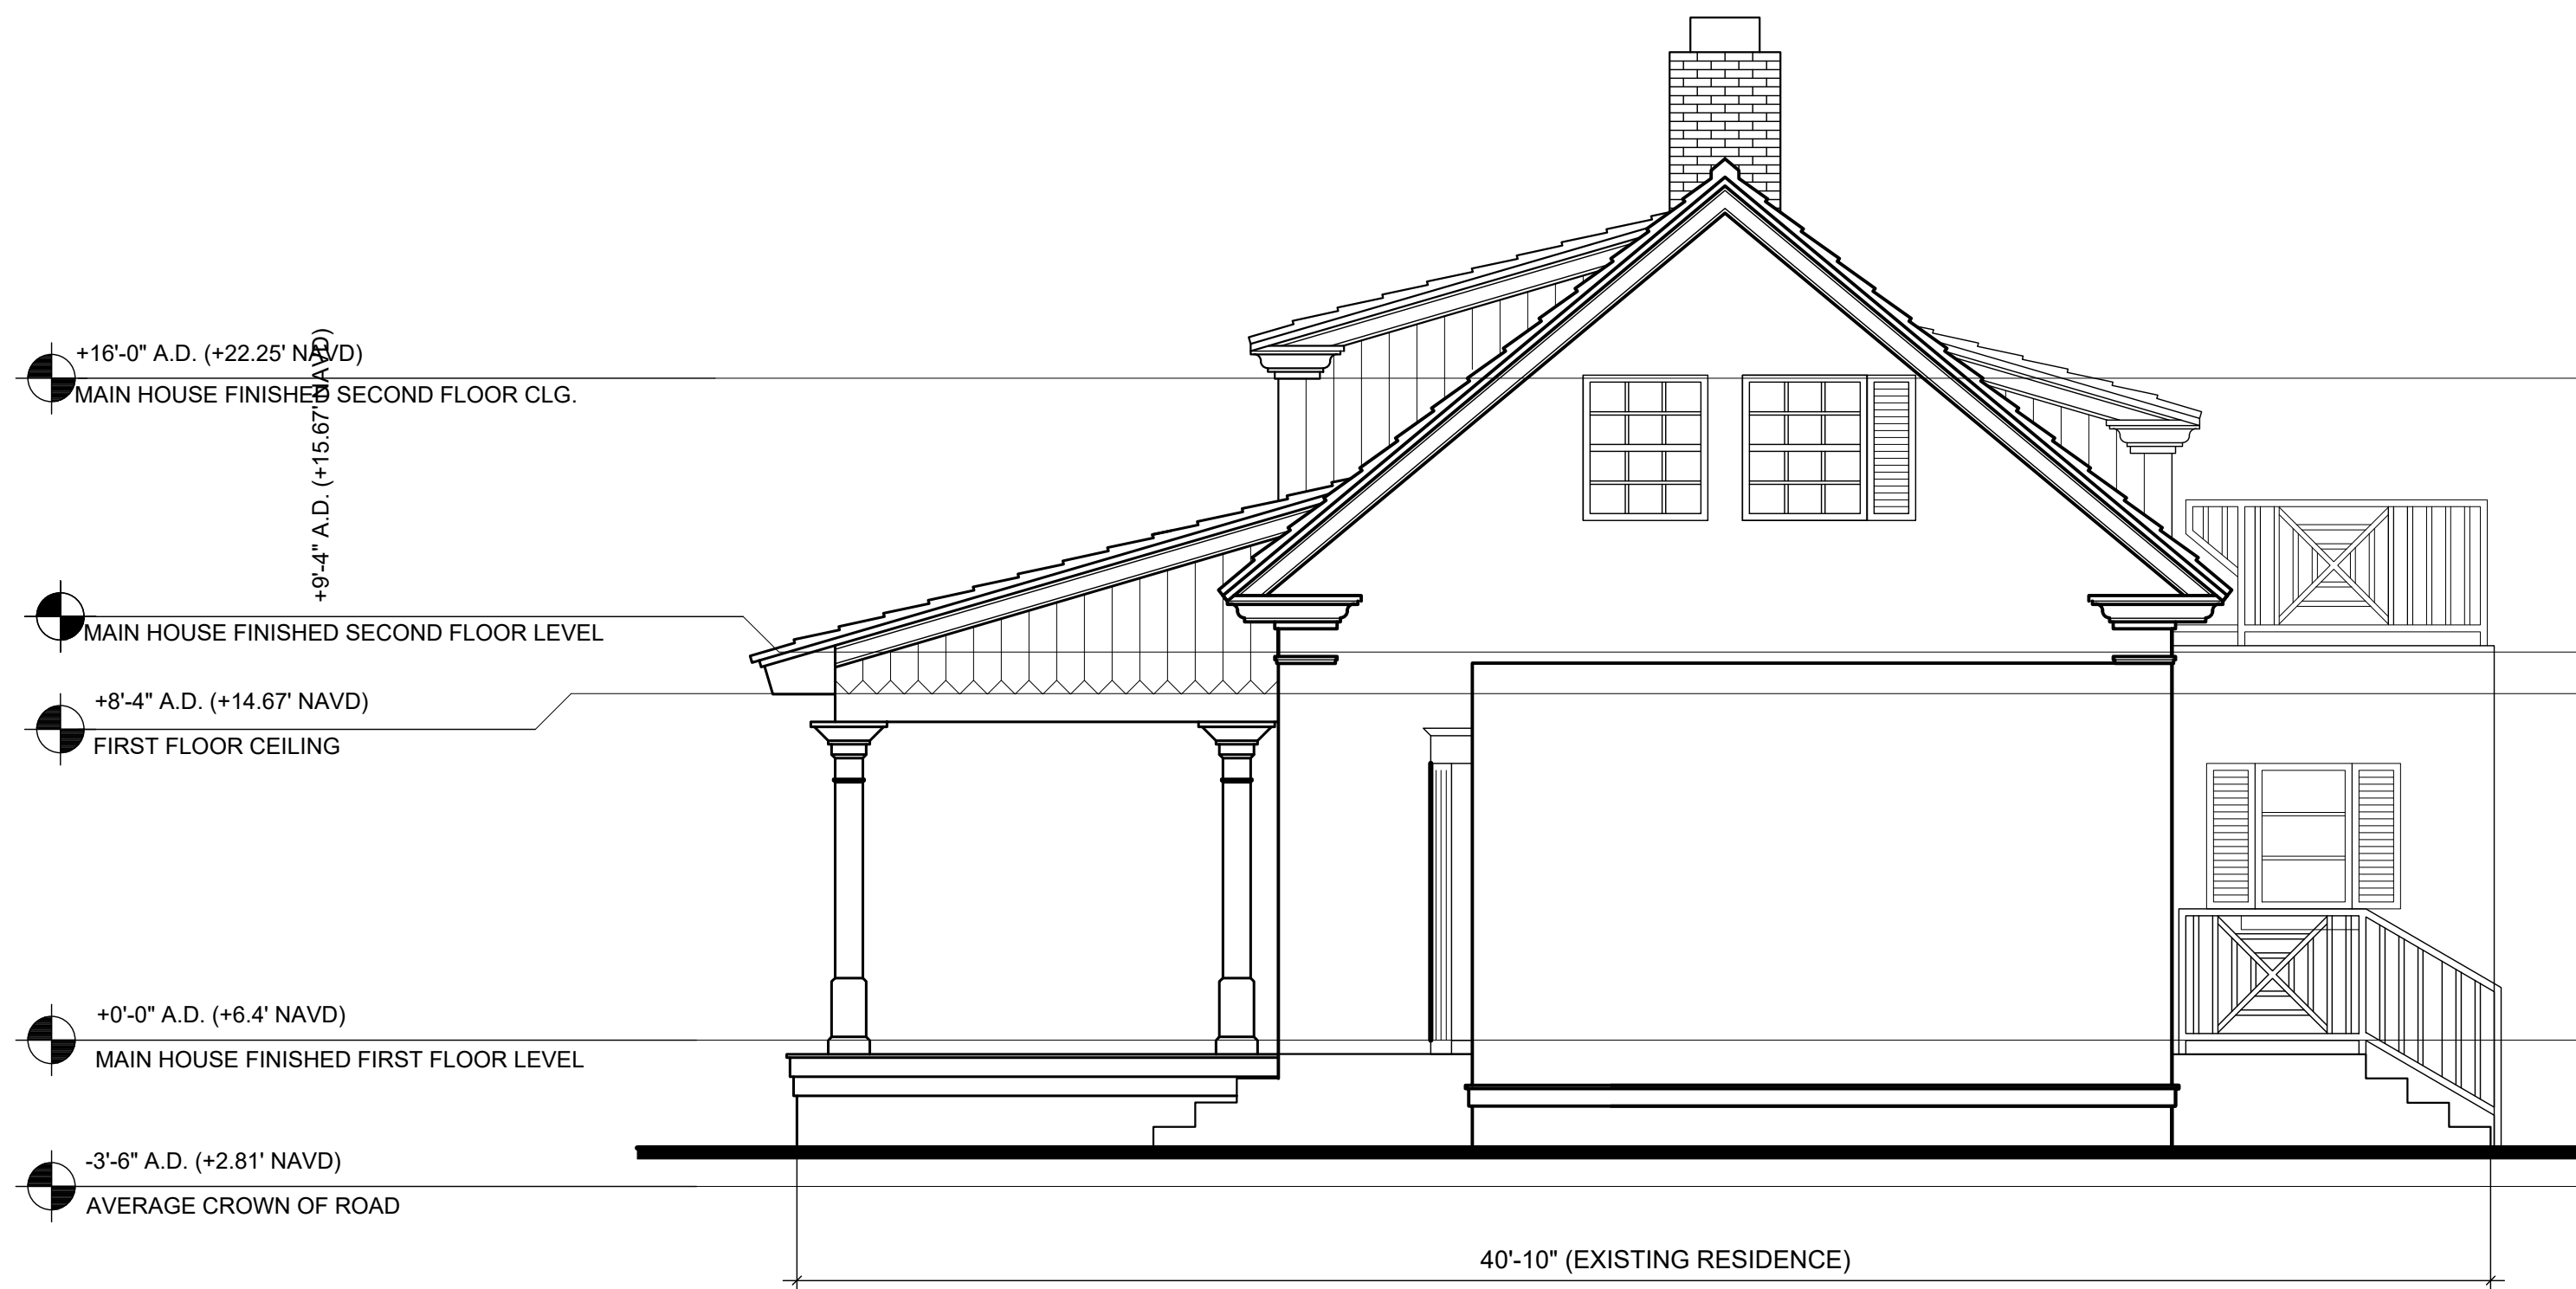 +16'-0" A.D. (+22.25' NAVD)
MAIN HOUSE FINISHED SECOND FLOOR CLG.
+9'-4" A.D. (+15.67' NAVD)
MAIN HOUSE FINISHED SECOND FLOOR LEVEL
+8'-4" A.D. (+14.67' NAVD)
FIRST FLOOR CEILING
+0'-0" A.D. (+6.4' NAVD)
MAIN HOUSE FINISHED FIRST FLOOR LEVEL
-3'-6" A.D. (+2.81' NAVD)
AVERAGE CROWN OF ROAD
40'-10" (EXISTING RESIDENCE)